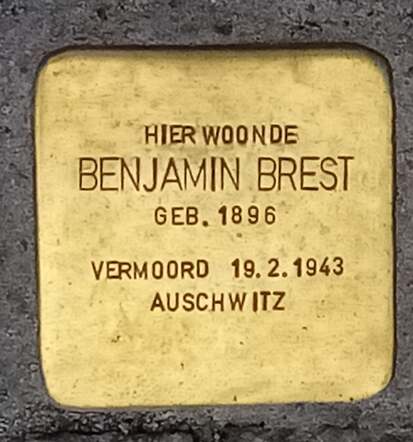 HIER WOONDE
BENJAMIN BREST
GEB. 1896
VERMOORD 19.2.1943
AUSCHWITZ